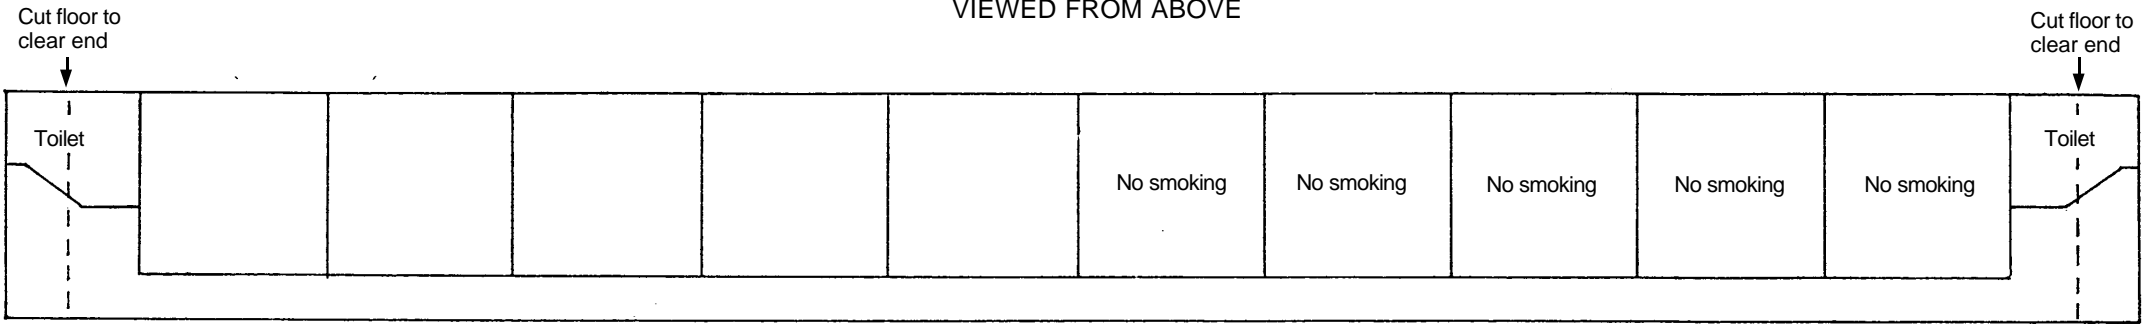 VIEWED FROM ABOVE
Cut floor to
clear end
Cut floor to
clear end
Toilet
Toilet
No smoking
No smoking
No smoking
No smoking
No smoking